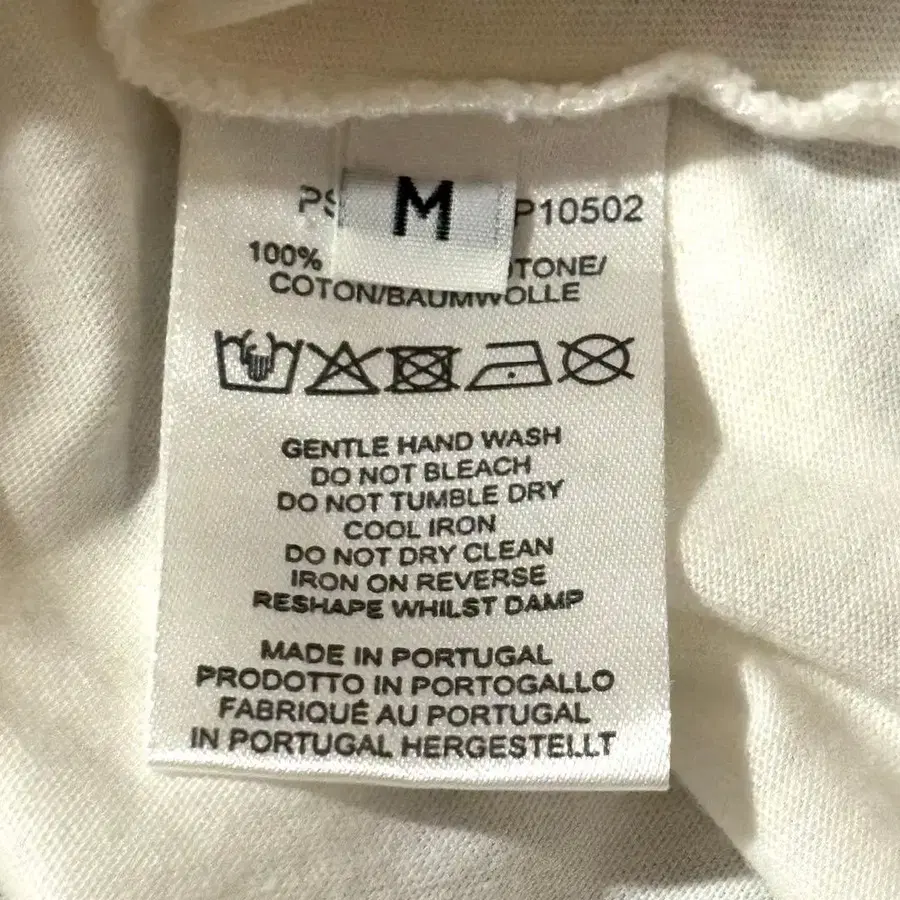 M
P10502
100%
COTON/BAUMWOLLE
GENTLE HAND WASH
DO NOT BLEACH
DO NOT TUMBLE DRY
COOL IRON
DO NOT DRY CLEAN
IRON ON REVERSE
RESHAPE WHILST DAMP
MADE IN PORTUGAL
PRODOTTO IN PORTOGALLO
FABRIQUÉ AU PORTUGAL
IN PORTUGAL HERGESTELLT